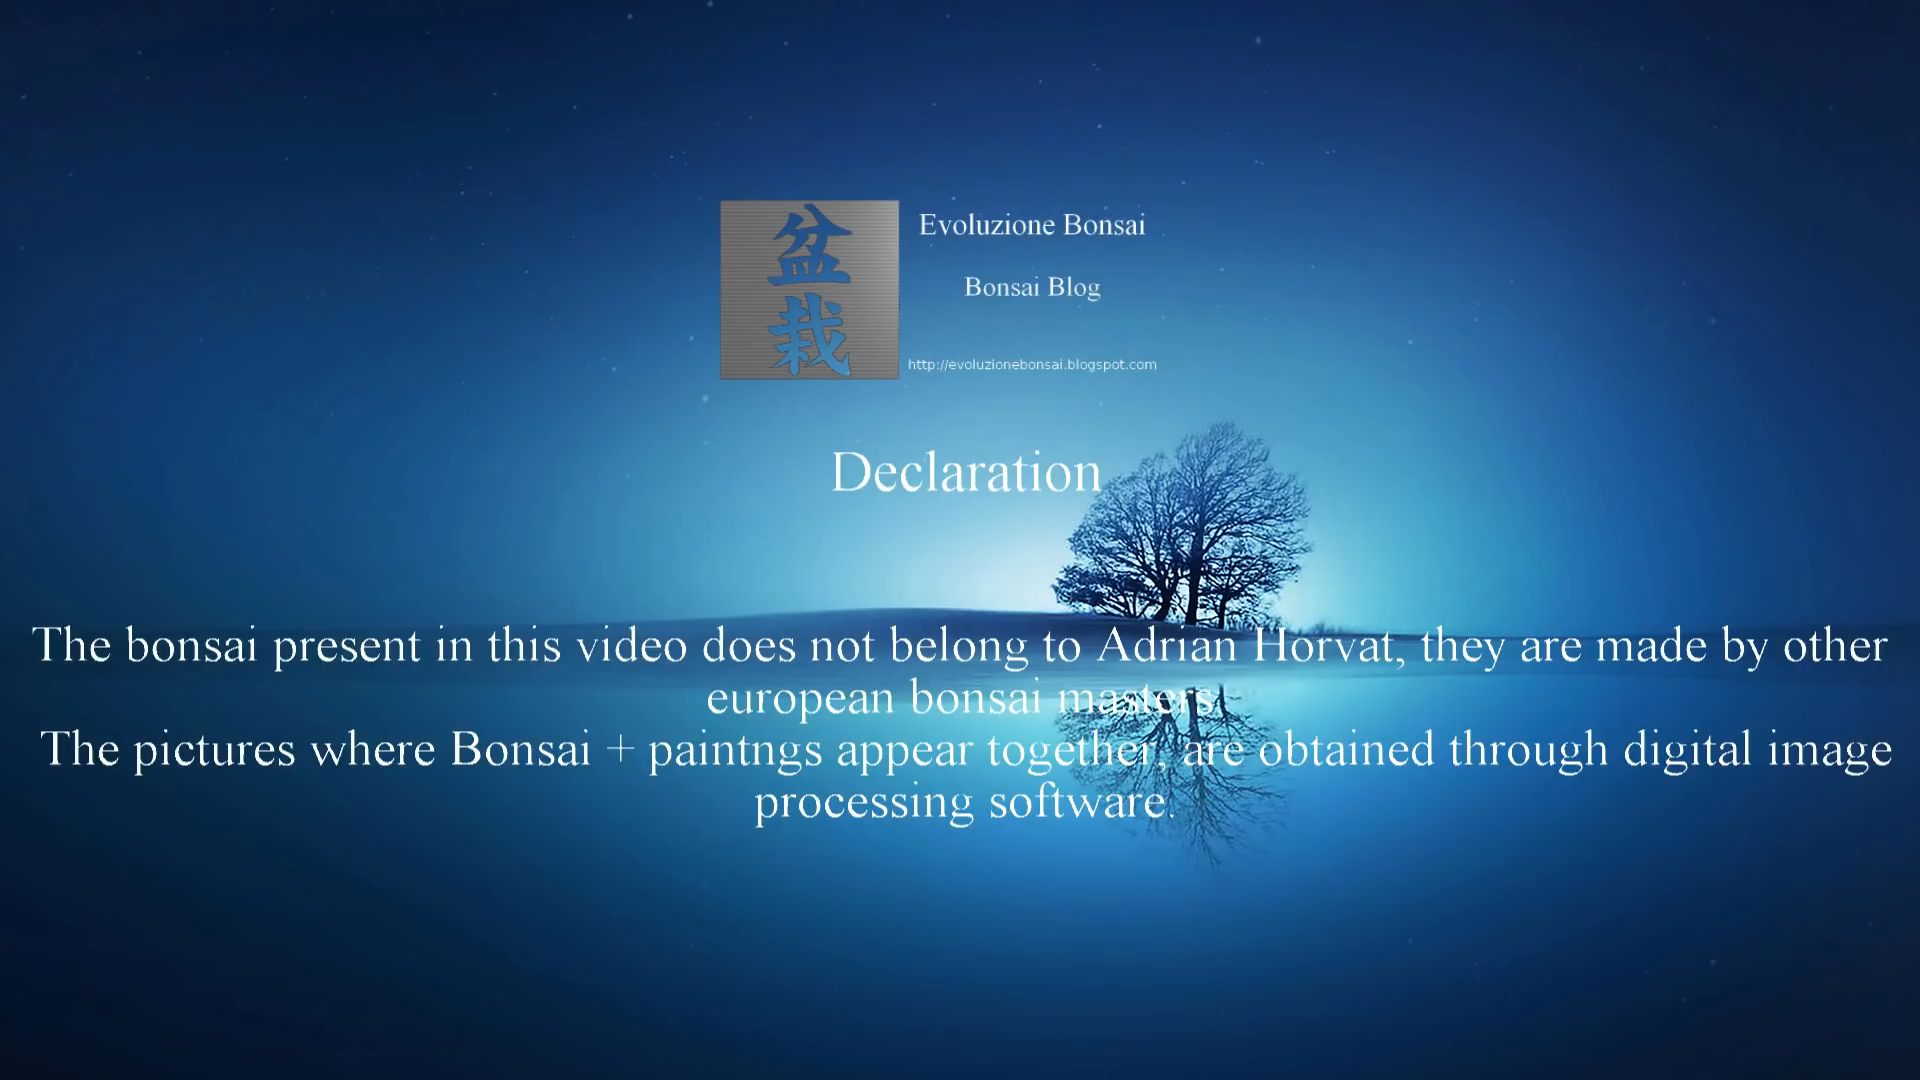 盆
栽
Evoluzione Bonsai
Bonsai Blog
http://evoluzionebonsai.blogspot.com
Declaration
The bonsai present in this video does not belong to Adrian Horvat, they are made by other
european bonsai masters.
The pictures where Bonsai + paintngs appear together, are obtained through digital image
processing software.